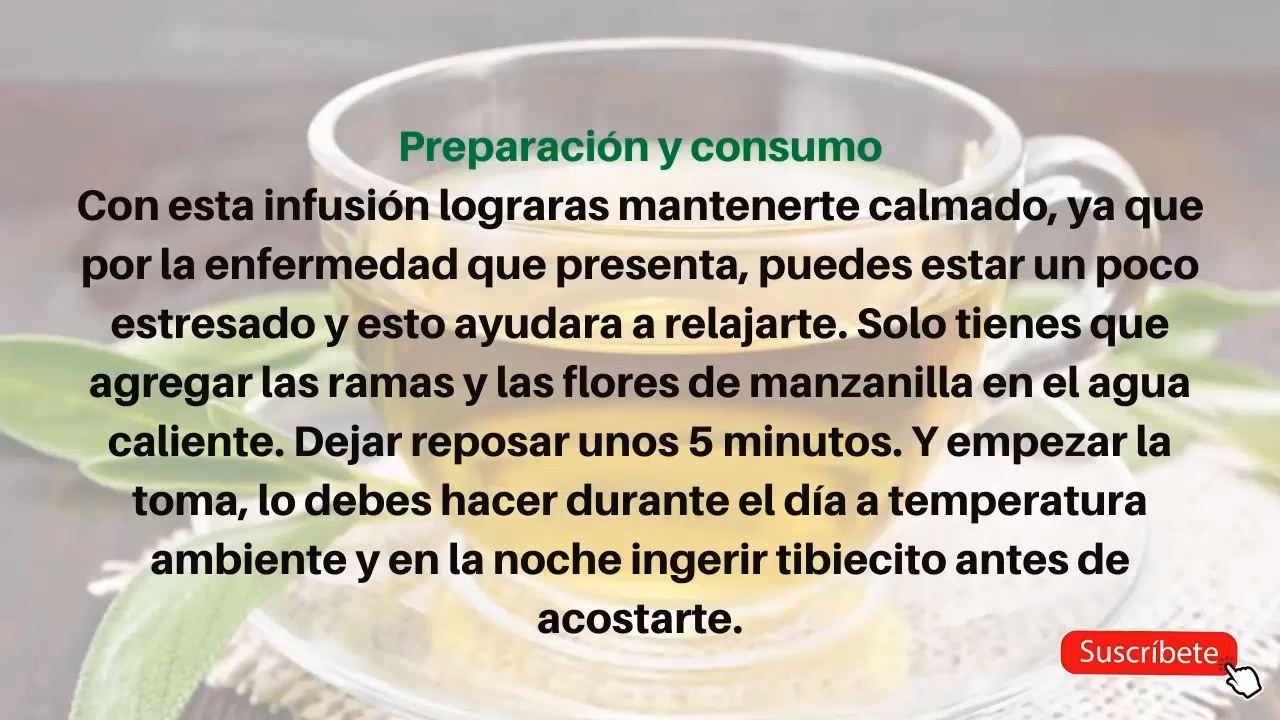 Preparación y consumo
Con esta infusión lograras mantenerte calmado, ya que
por la enfermedad que presenta, puedes estar un poco
estresado y esto ayudara a relajarte. Solo tienes que
agregar las ramas y las flores de manzanilla en el agua
caliente. Dejar reposar unos 5 minutos. Y empezar la
toma, lo debes hacer durante el día a temperatura
ambiente y en la noche ingerir tibiecito antes de
acostarte.
Suscríbete